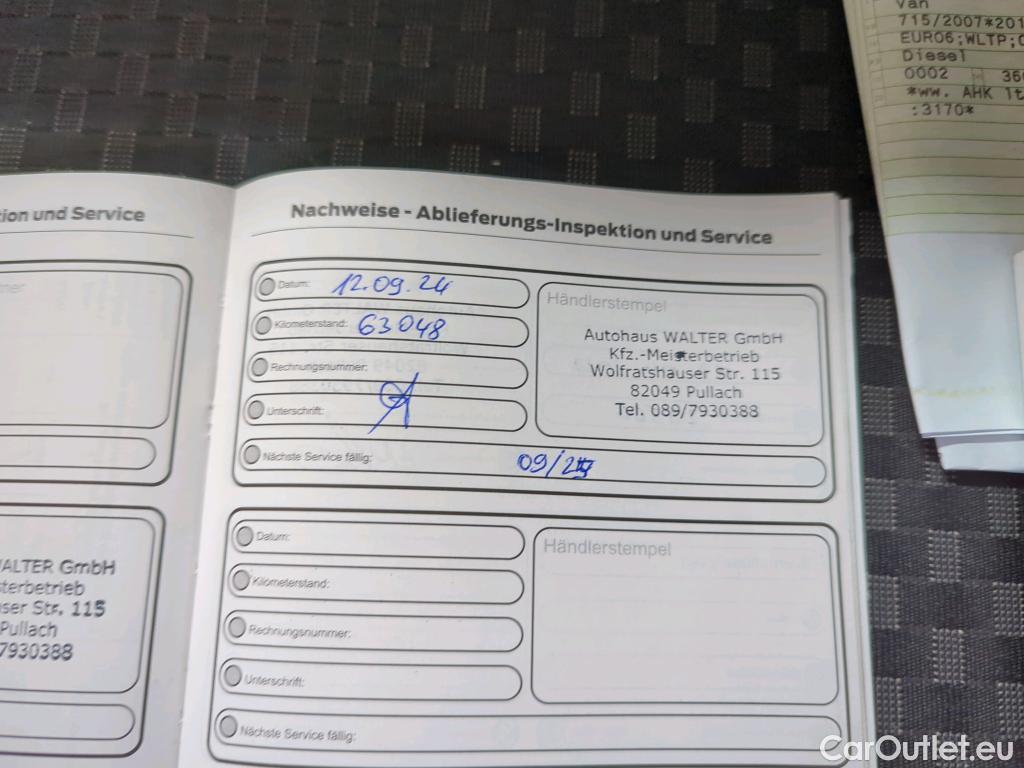 Van
715/2007*201
EURO6;WLTP;
Diesel
0002 36
*ww. AHK lt
:3170*
tion und Service
Nachweise - Ablieferungs-Inspektion und Service
Datum: 12.09.24
Kilometerstand: 63048
Rechnungsnummer:
Unterschrift:
Nächste Service fällig: 09/25
Händlerstempel
Autohaus WALTER GmbH
Kfz.-Meisterbetrieb
Wolfratshauser Str. 115
82049 Pullach
Tel. 089/7930388
WALTER GmbH
sterbetrieb
user Str. 115
Pullach
7930388
Datum:
Kilometerstand:
Rechnungsnummer:
Unterschrift:
Nächste Service fällig:
Händlerstempel
CarOutlet.eu